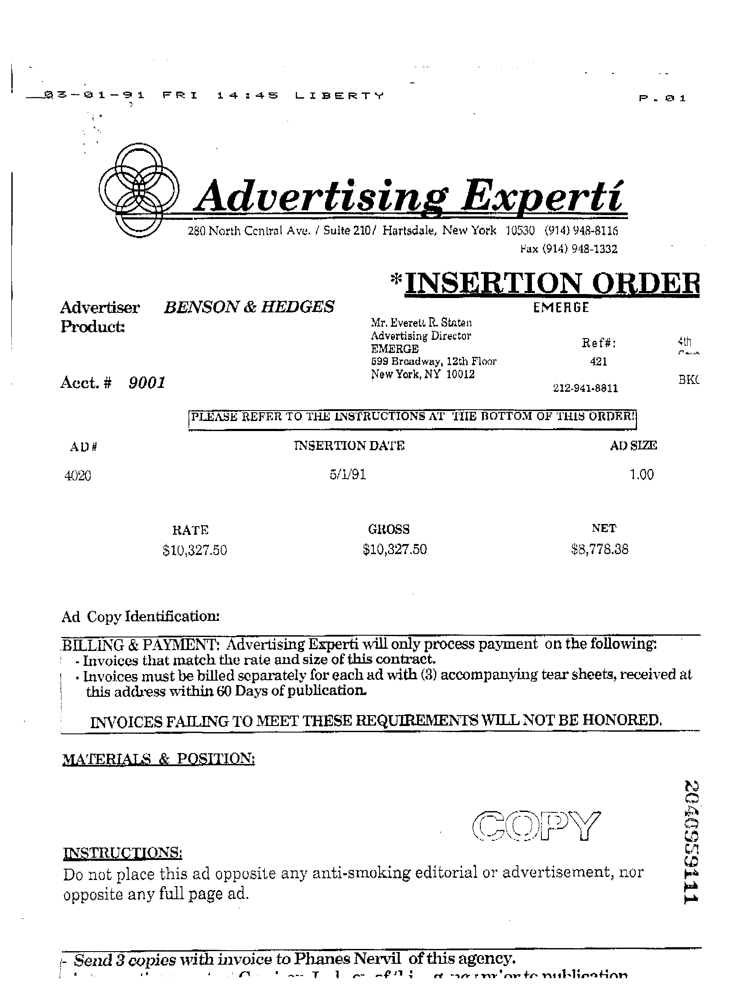 03-01-91 FRI 14:45 LIBERTY P.01
Advertising Expertí
280 North Central Ave. / Suite 210/ Hartsdale, New York 10530 (914) 948-8116
Fax (914) 948-1332
*INSERTION ORDER
Advertiser BENSON & HEDGES
Product:
Acct. # 9001
EMERGE
Mr. Everett R. Staten
Advertising Director
EMERGE
599 Broadway, 12th Floor
New York, NY 10012
Ref#:
421
212-941-8811
4th
BK
PLEASE REFER TO THE INSTRUCTIONS AT THE BOTTOM OF THIS ORDER!
AD # INSERTION DATE AD SIZE
4020 5/1/91 1.00
RATE GROSS NET
$10,327.50 $10,327.50 $8,778.38
Ad Copy Identification:
BILLING & PAYMENT: Advertising Experti will only process payment on the following:
- Invoices that match the rate and size of this contract.
- Invoices must be billed separately for each ad with (3) accompanying tear sheets, received at
this address within 60 Days of publication.
INVOICES FAILING TO MEET THESE REQUIREMENTS WILL NOT BE HONORED.
MATERIALS & POSITION:
COPY
2040959111
INSTRUCTIONS:
Do not place this ad opposite any anti-smoking editorial or advertisement, nor
opposite any full page ad.
- Send 3 copies with invoice to Phanes Nervil of this agency.
to publication